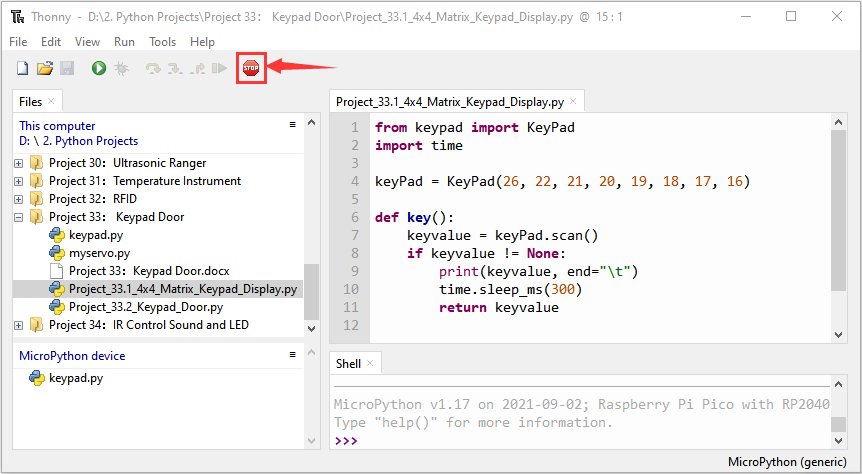 Thonny - D:\2. Python Projects\Project 33： Keypad Door\Project_33.1_4x4_Matrix_Keypad_Display.py @ 15 : 1
File Edit View Run Tools Help
STOP
Files
This computer
D: \ 2. Python Projects
Project 30：Ultrasonic Ranger
Project 31：Temperature Instrument
Project 32：RFID
Project 33： Keypad Door
keypad.py
myservo.py
Project 33：Keypad Door.docx
Project_33.1_4x4_Matrix_Keypad_Display.py
Project_33.2_Keypad_Door.py
Project 34：IR Control Sound and LED
MicroPython device
keypad.py
Project_33.1_4x4_Matrix_Keypad_Display.py
1 from keypad import KeyPad
2 import time
3
4 keyPad = KeyPad(26, 22, 21, 20, 19, 18, 17, 16)
5
6 def key():
7     keyvalue = keyPad.scan()
8     if keyvalue != None:
9         print(keyvalue, end="\t")
10         time.sleep_ms(300)
11         return keyvalue
12
Shell
MicroPython v1.17 on 2021-09-02; Raspberry Pi Pico with RP2040
Type "help()" for more information.
>>>
MicroPython (generic)